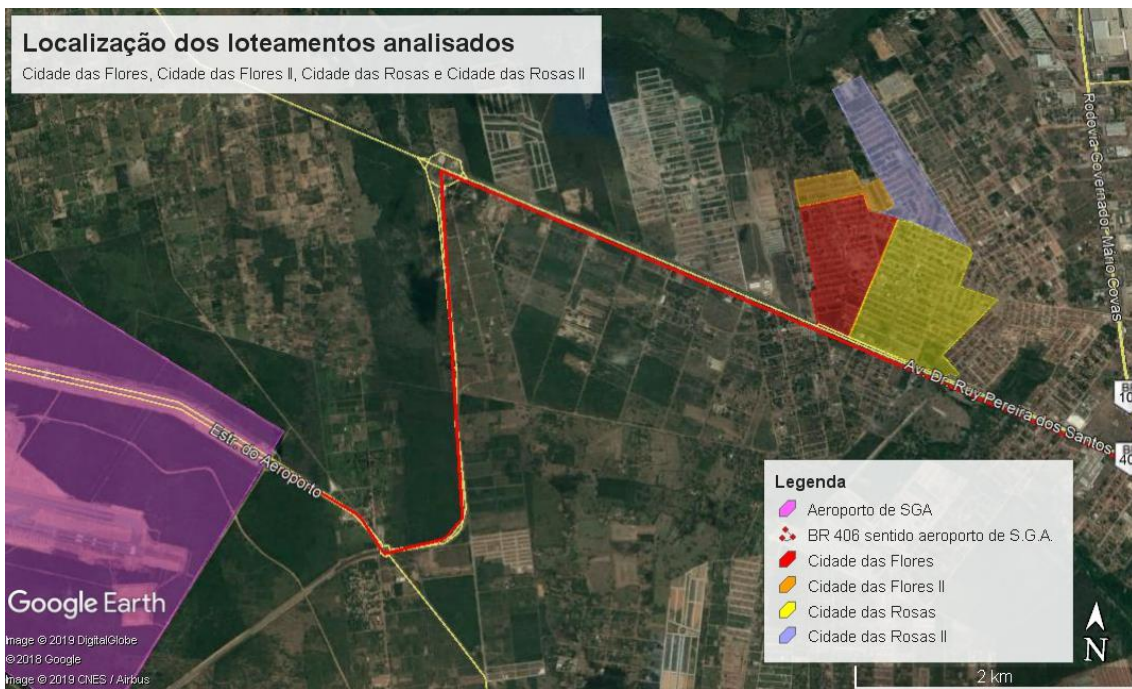 Localização dos loteamentos analisados
Cidade das Flores, Cidade das Flores II, Cidade das Rosas e Cidade das Rosas II
Rodovia Governador Mario Covas
Av. Dr. Ruy Pereira dos Santos
Estr. do Aeroporto
Legenda
Aeroporto de SGA
BR 406 sentido aeroporto de S.G.A.
Cidade das Flores
Cidade das Flores II
Cidade das Rosas
Cidade das Rosas II
Google Earth
Image © 2019 DigitalGlobe
© 2018 Google
Image © 2019 CNES / Airbus
N
2 km